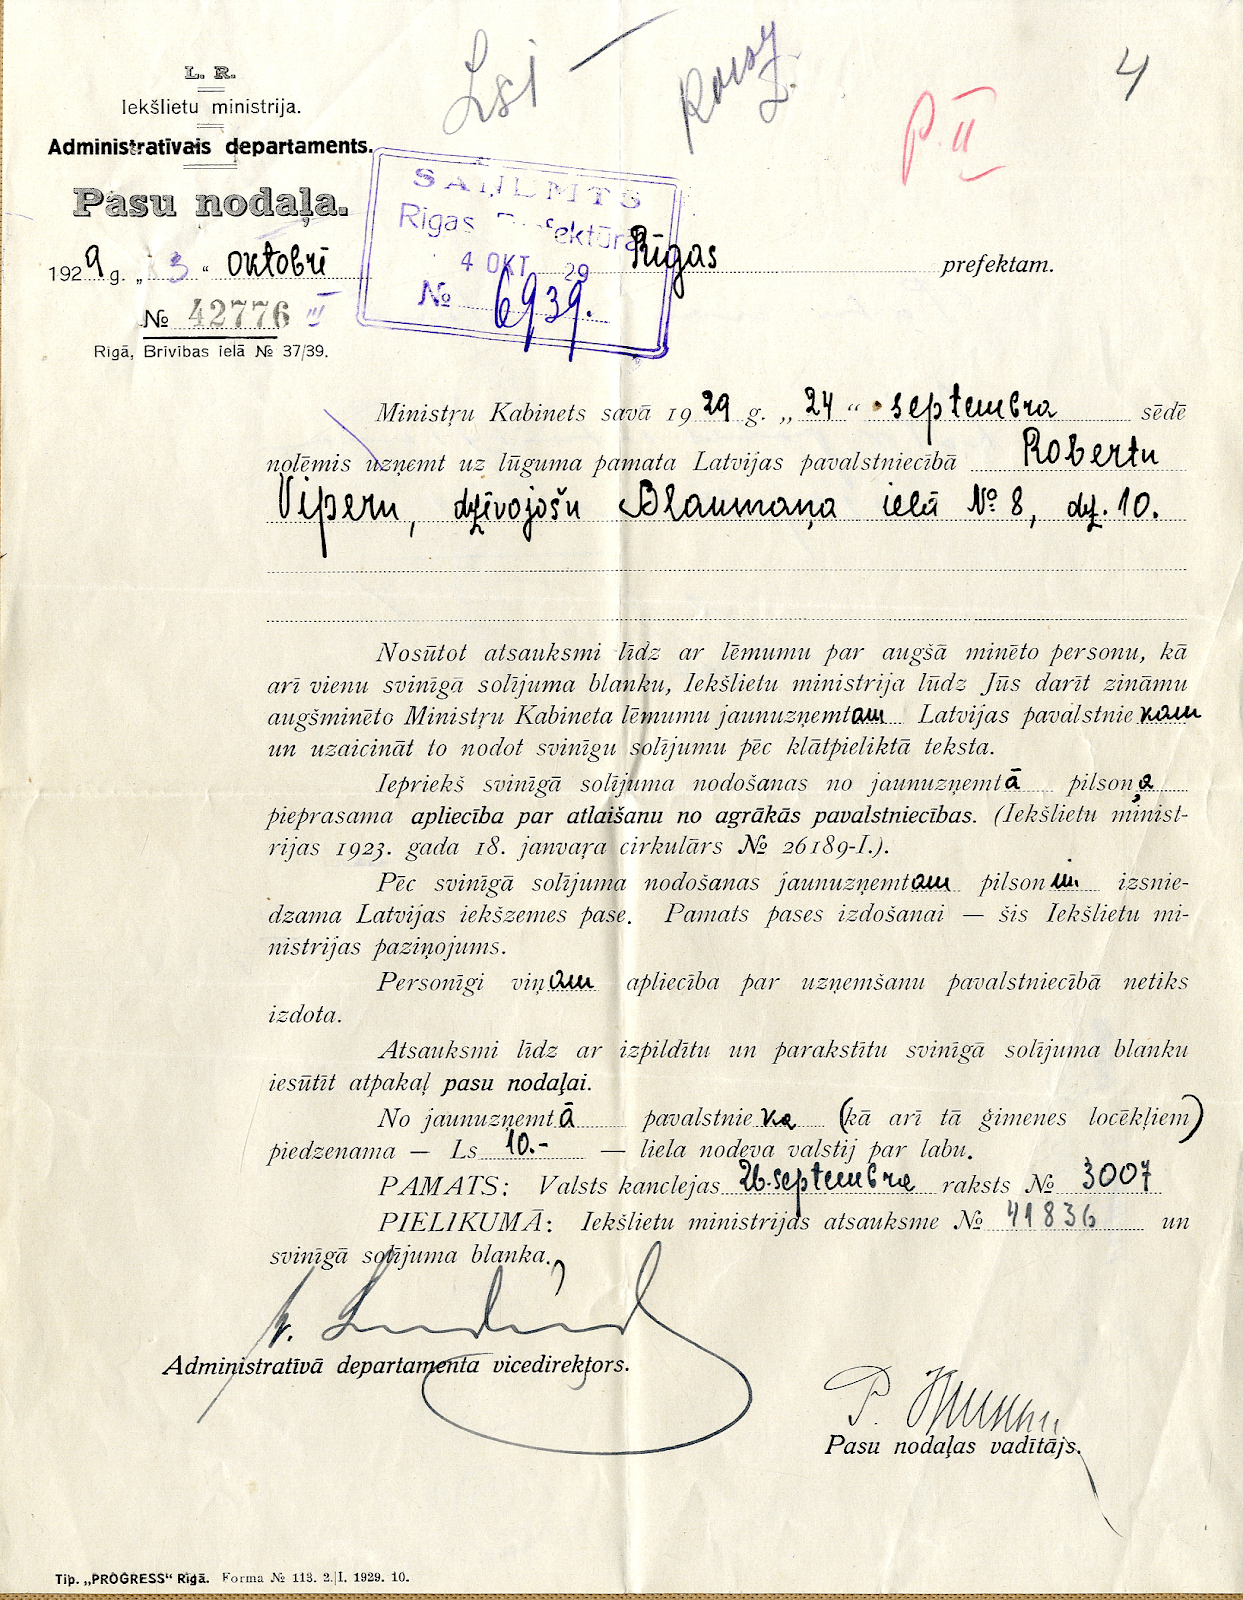 4
P. II
L. R.
Iekšlietu ministrija.
Administratīvais departaments.
Pasu nodaļa.
1929 g. „ 3 “ oktobrī
№ 42776 III
Rīgā, Brīvības ielā № 37/39.
SAŅEMTS
Rīgas Prefektūrā
4 OKT 29
№ 6939.
Rīgas prefektam.
Ministŗu Kabinets savā 1929 g. „ 24 “ septembra sēdē
nolēmis uzņemt uz lūguma pamata Latvijas pavalstniecībā Robertu
Viperu, dzīvojošu Blaumaņa ielā № 8, dz. 10.
Nosūtot atsauksmi līdz ar lēmumu par augšā minēto personu, kā
arī vienu svinīgā solījuma blanku, Iekšlietu ministrija lūdz Jūs darīt zināmu
augšminēto Ministŗu Kabineta lēmumu jaunuzņemtam Latvijas pavalstniekam
un uzaicināt to nodot svinīgu solījumu pēc klātpieliktā teksta.
Iepriekš svinīgā solījuma nodošanas no jaunuzņemtā pilsoņa
pieprasama apliecība par atlaišanu no agrākās pavalstniecības. (Iekšlietu minist-
rijas 1923. gada 18. janvaŗa cirkulārs № 26189-I.).
Pēc svinīgā solījuma nodošanas jaunuzņemtam pilsonim izsnie-
dzama Latvijas iekšzemes pase. Pamats pases izdošanai — šis Iekšlietu mi-
nistrijas paziņojums.
Personīgi viņam apliecība par uzņemšanu pavalstniecībā netiks
izdota.
Atsauksmi līdz ar izpildītu un parakstītu svinīgā solījuma blanku
iesūtīt atpakaļ pasu nodaļai.
No jaunuzņemtā pavalstnieka (kā arī tā ģimenes locēkļiem)
piedzenama — Ls 10.- — liela nodeva valstij par labu.
PAMATS: Valsts kanclejas 26. septembra raksts № 3007
PIELIKUMĀ: Iekšlietu ministrijas atsauksme № 41836 un
svinīgā solījuma blanka.
Administratīvā departamenta vicedirektors.
Pasu nodaļas vadītājs.
Tip. „PROGRESS“ Rīgā. Forma № 113. 2.|I. 1929. 10.